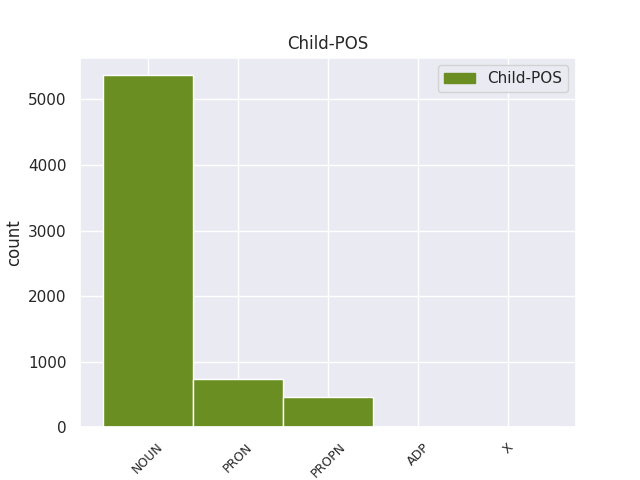 Child-POS
Child-POS
count
5000
4000
3000
2000
1000
0
NOUN
PRON
PROPN
ADP
X